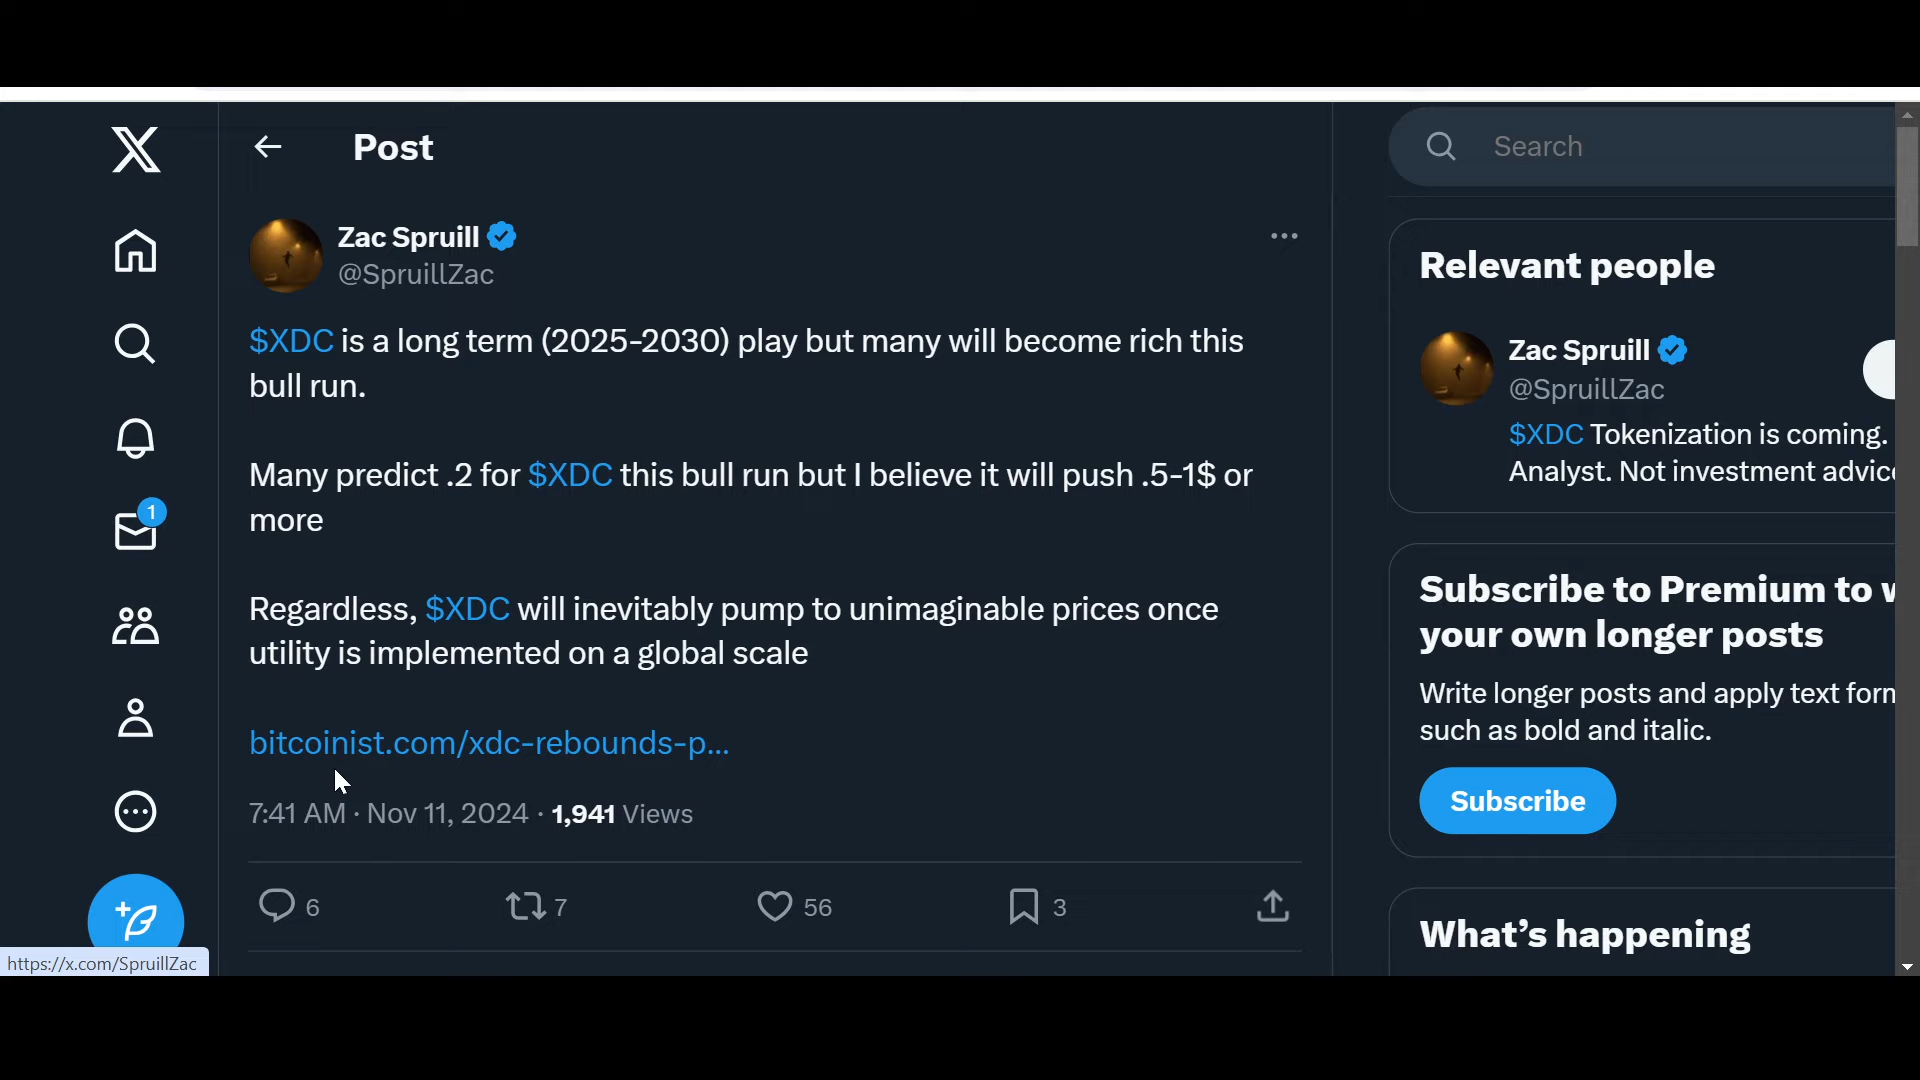 Post
Zac Spruill
@SpruillZac
$XDC is a long term (2025-2030) play but many will become rich this
bull run.
Many predict .2 for $XDC this bull run but I believe it will push .5-1$ or
more
Regardless, $XDC will inevitably pump to unimaginable prices once
utility is implemented on a global scale
bitcoinist.com/xdc-rebounds-p...
7:41 AM · Nov 11, 2024 · 1,941 Views
6 7 56 3
1
https://x.com/SpruillZac
Search
Relevant people
Zac Spruill
@SpruillZac
$XDC Tokenization is coming.
Analyst. Not investment advic
Subscribe to Premium to
your own longer posts
Write longer posts and apply text
such as bold and italic.
Subscribe
What's happening